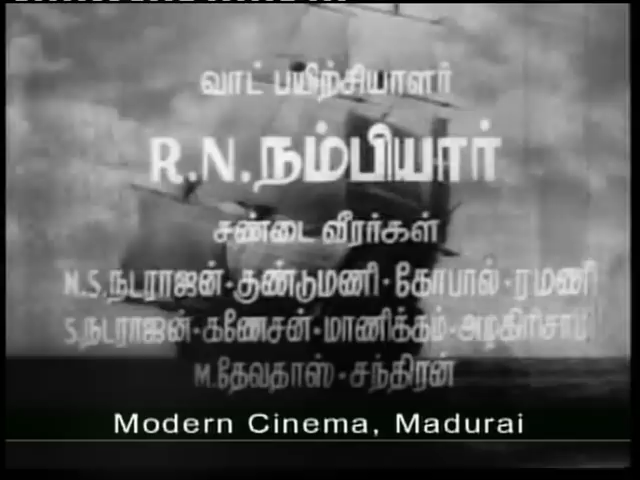 வாட் பயிற்சியாளர்
R.N.நம்பியார்
சண்டை வீரர்கள்
M.S.நடராஜன்·குண்டுமணி·கோபால்·ரமணி
S.நடராஜன்·கணேசன்·மாணிக்கம்·அழகிரிசாமி
M.தேவதாஸ்·சந்திரன்
Modern Cinema, Madurai